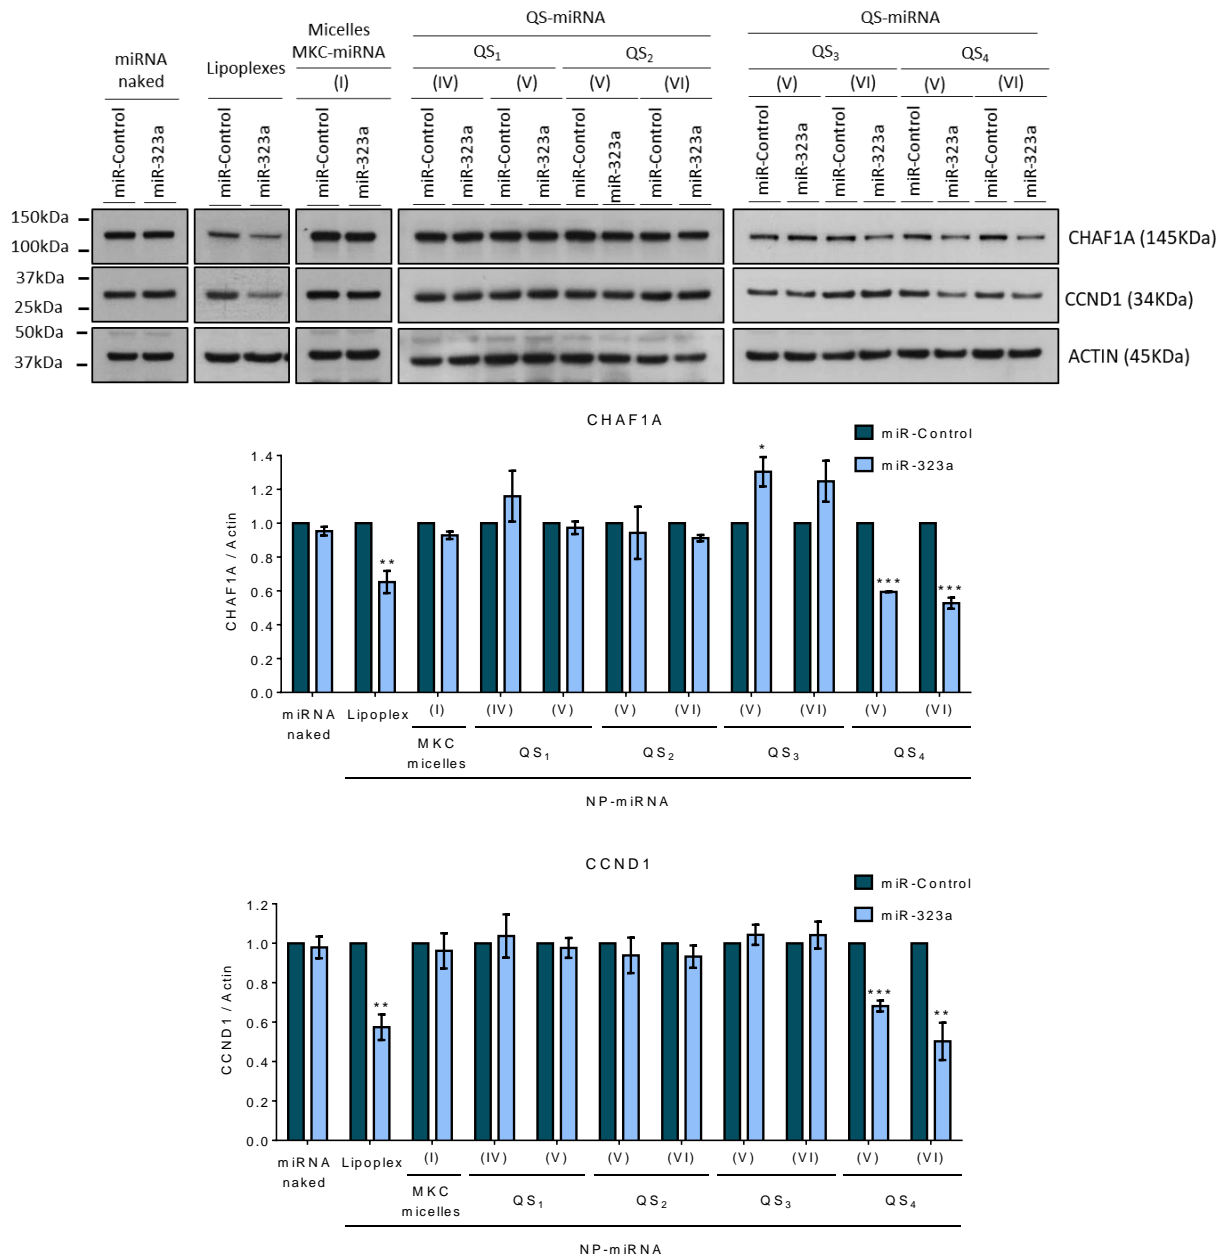 QS-miRNA
QS-miRNA
Micelles
MKC-miRNA
miRNA
naked
Lipoplexes
QS1
QS2
QS3
QS4
(I)
(IV)
(V)
(V)
(VI)
(V)
(VI)
(V)
(VI)
miR-Control
miR-323a
miR-Control
miR-323a
miR-Control
miR-323a
miR-Control
miR-323a
miR-Control
miR-323a
miR-Control
miR-323a
miR-Control
miR-323a
miR-Control
miR-323a
miR-Control
miR-323a
miR-Control
miR-323a
miR-Control
miR-323a
150kDa
100kDa
CHAF1A (145KDa)
37kDa
25kDa
CCND1 (34KDa)
50kDa
37kDa
ACTIN (45KDa)
CHAF1A
miR-Control
miR-323a
CHAF1A / Actin
1.4
1.2
1.0
0.8
0.6
0.4
0.2
0.0
**
*
***
***
miRNA
naked
Lipoplex
(I)
(IV)
(V)
(V)
(VI)
(V)
(VI)
(V)
(VI)
MKC
micelles
QS1
QS2
QS3
QS4
NP-miRNA
CCND1
miR-Control
miR-323a
CCND1 / Actin
1.2
1.0
0.8
0.6
0.4
0.2
0.0
**
***
**
miRNA
naked
Lipoplex
(I)
(IV)
(V)
(V)
(VI)
(V)
(VI)
(V)
(VI)
MKC
micelles
QS1
QS2
QS3
QS4
NP-miRNA